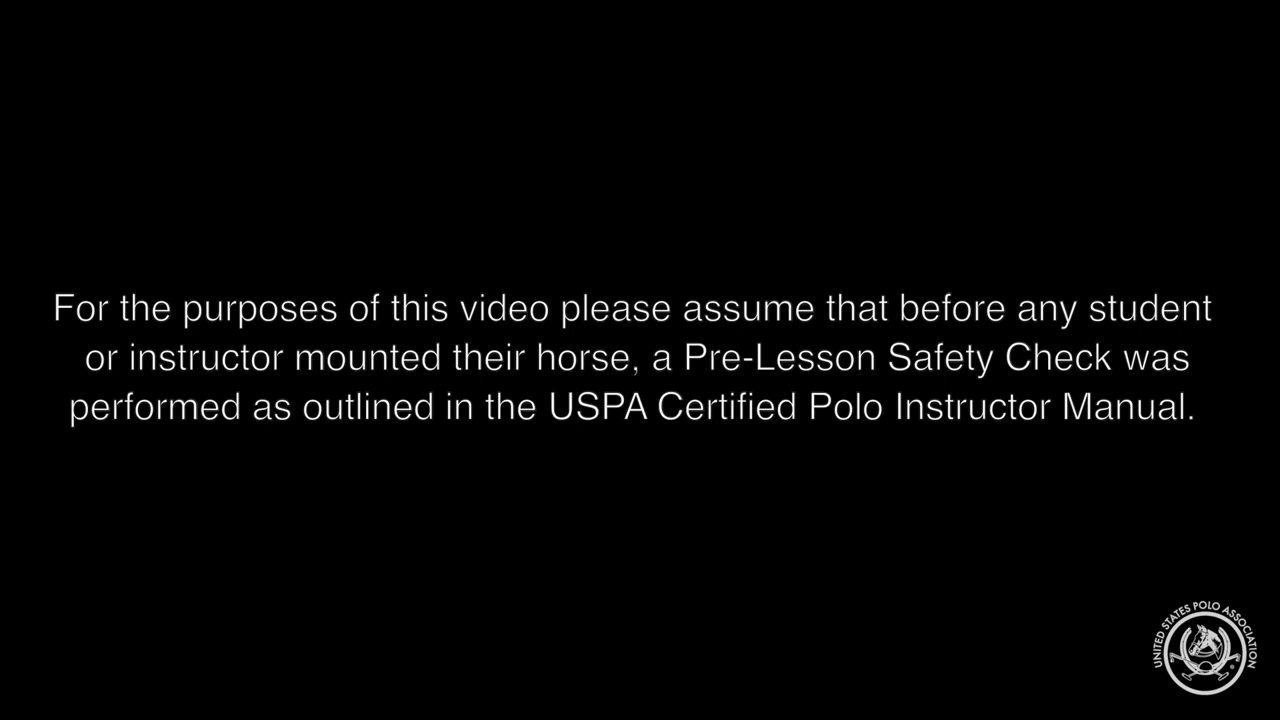 For the purposes of this video please assume that before any student
or instructor mounted their horse, a Pre-Lesson Safety Check was
performed as outlined in the USPA Certified Polo Instructor Manual.
UNITED STATES POLO ASSOCIATION
®